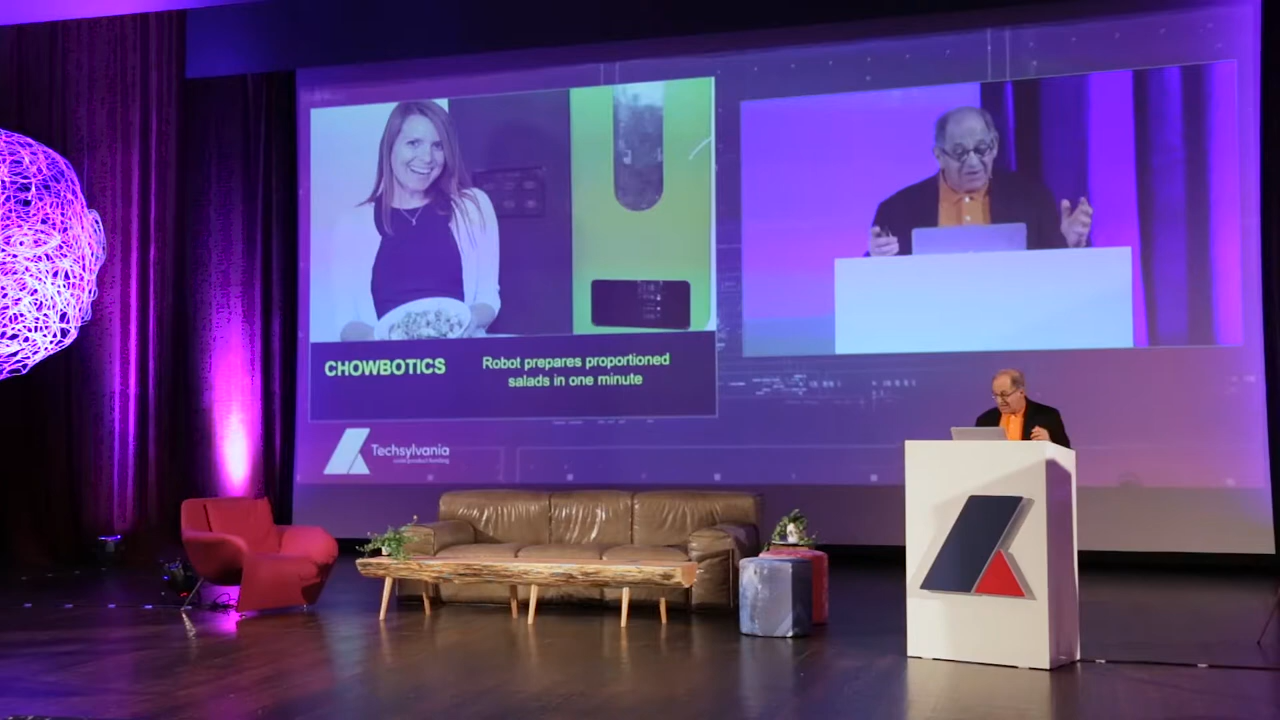 CHOWBOTICS
Robot prepares proportioned
salads in one minute
Techsylvania